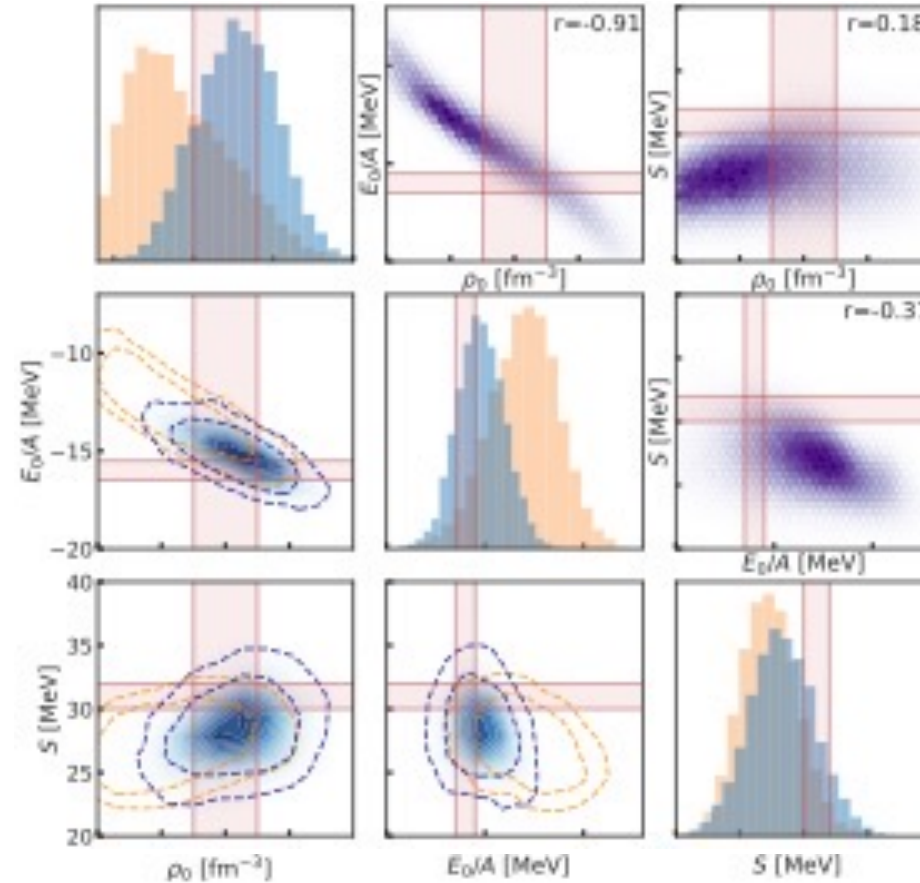 r=-0.91
r=0.18
E₀/A [MeV]
S [MeV]
ρ₀ [fm⁻³]
ρ₀ [fm⁻³]
r=-0.37
−10
−15
−20
E₀/A [MeV]
S [MeV]
E₀/A [MeV]
40
35
30
25
20
S [MeV]
ρ₀ [fm⁻³]
E₀/A [MeV]
S [MeV]